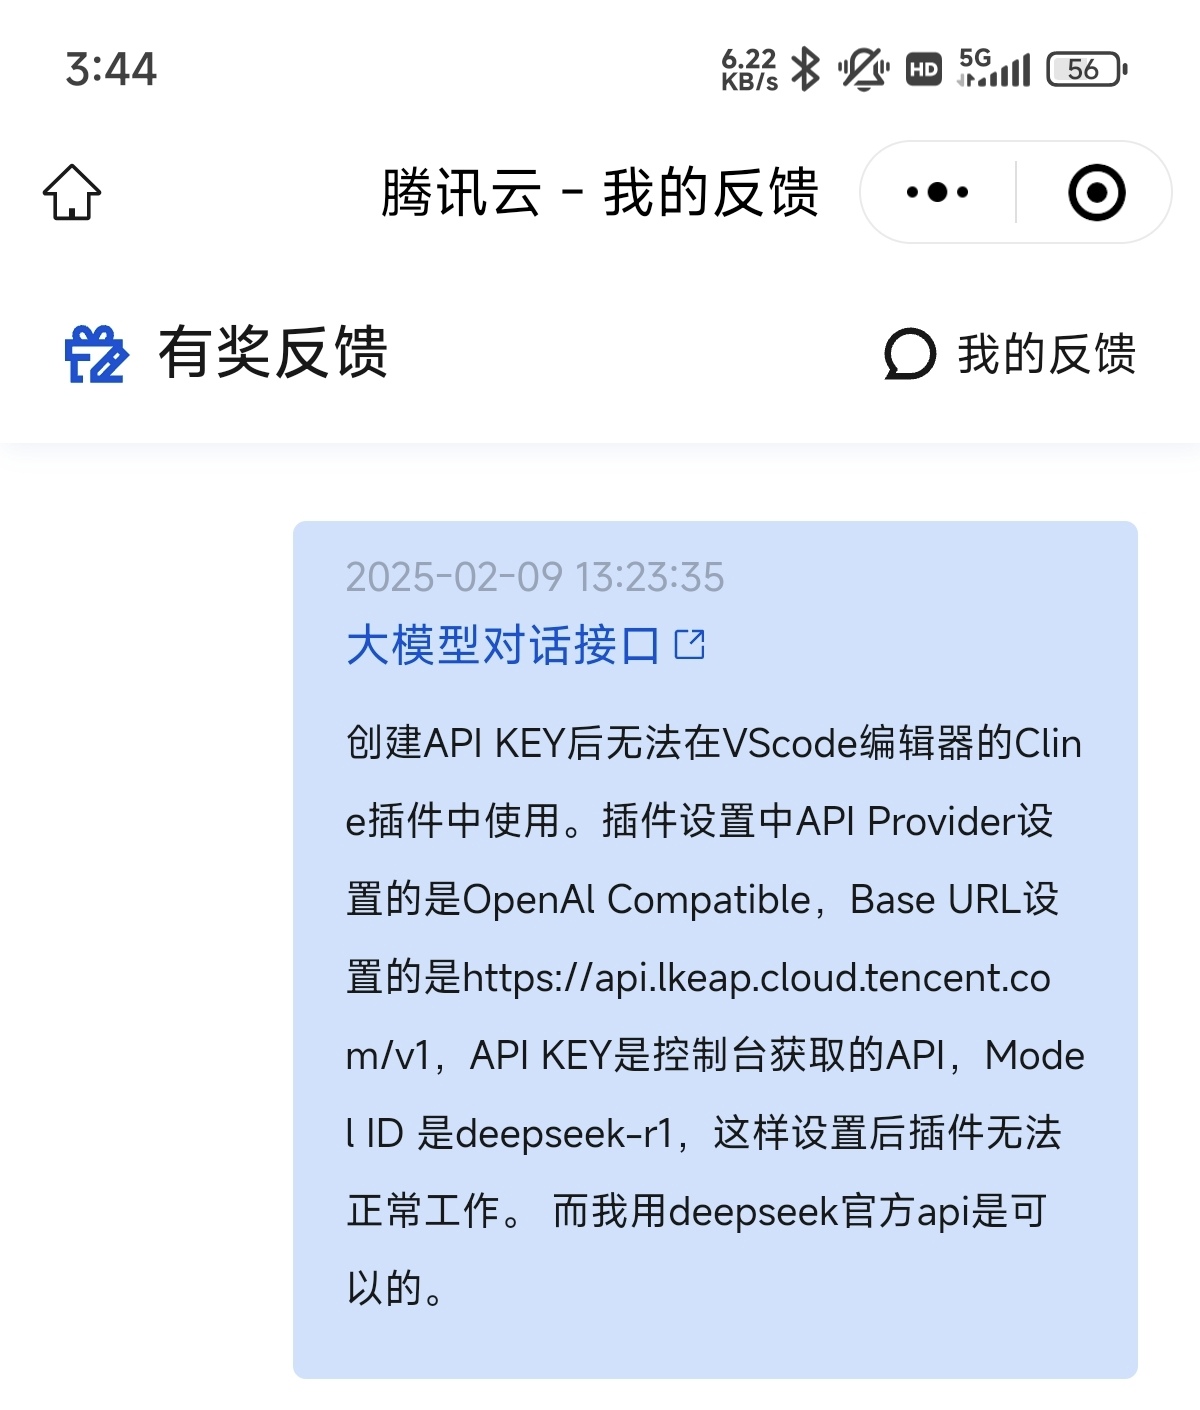 3:44
6.22 KB/s HD 5G 56
腾讯云 - 我的反馈
有奖反馈
我的反馈
2025-02-09 13:23:35
大模型对话接口
创建API KEY后无法在VScode编辑器的Clin
e插件中使用。插件设置中API Provider设
置的是OpenAl Compatible，Base URL设
置的是https://api.lkeap.cloud.tencent.co
m/v1，API KEY是控制台获取的API，Mode
l ID 是deepseek-r1，这样设置后插件无法
正常工作。 而我用deepseek官方api是可
以的。